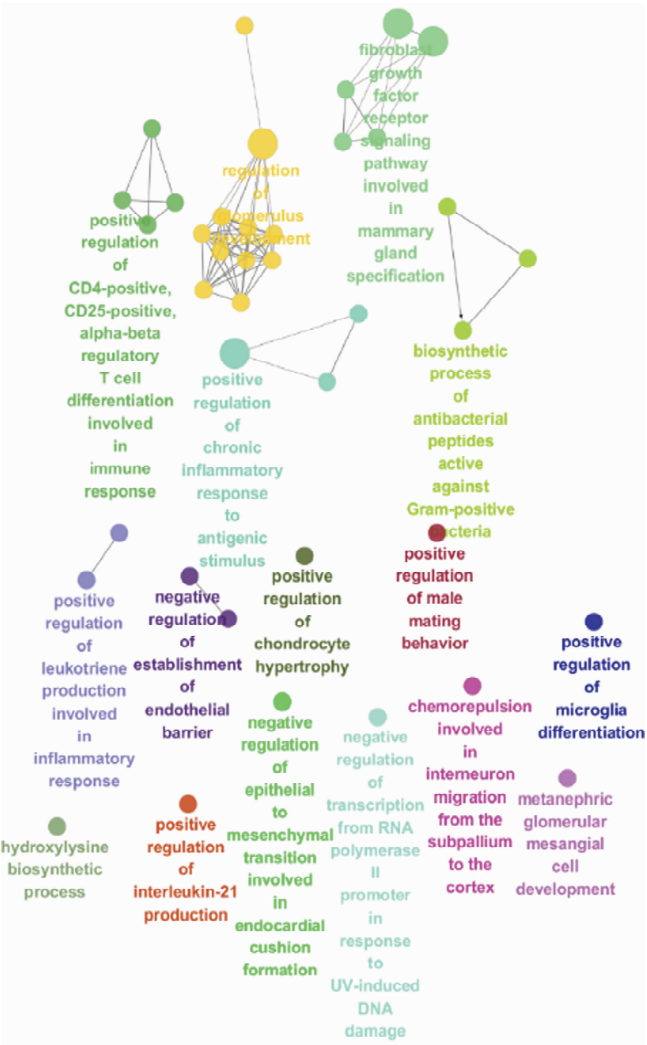 fibroblast
growth
factor
receptor
signaling
pathway
involved
in
mammary
gland
specification
regulation
of
glomerulus
development
positive
regulation
of
CD4-positive,
CD25-positive,
alpha-beta
regulatory
T cell
differentiation
involved
in
immune
response
positive
regulation
of
chronic
inflammatory
response
to
antigenic
stimulus
biosynthetic
process
of
antibacterial
peptides
active
against
Gram-positive
bacteria
positive
regulation
of
leukotriene
production
involved
in
inflammatory
response
negative
regulation
of
establishment
of
endothelial
barrier
positive
regulation
of
chondrocyte
hypertrophy
positive
regulation
of male
mating
behavior
positive
regulation
of
microglia
differentiation
hydroxylysine
biosynthetic
process
positive
regulation
of
interleukin-21
production
negative
regulation
of
epithelial
to
mesenchymal
transition
involved
in
endocardial
cushion
formation
negative
regulation
of
transcription
from RNA
polymerase
II
promoter
in
response
to
UV-induced
DNA
damage
chemorepulsion
involved
in
interneuron
migration
from the
subpallium
to the
cortex
metanephric
glomerular
mesangial
cell
development